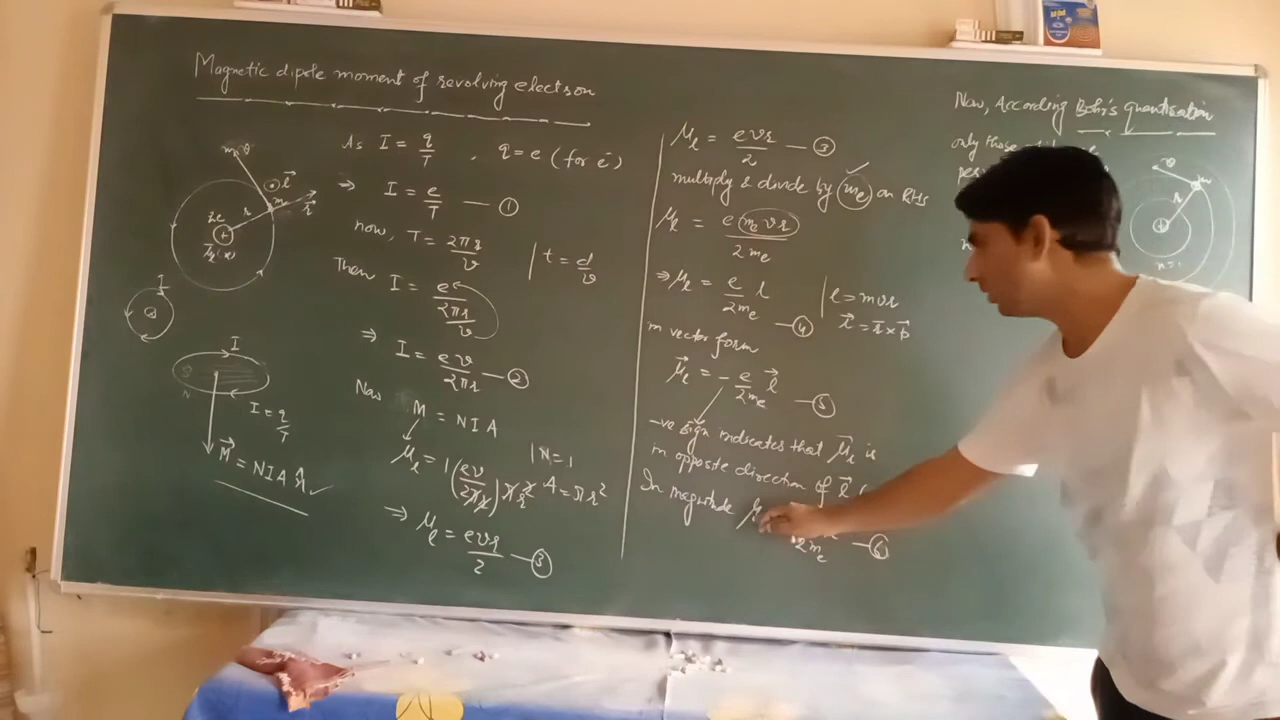 Magnetic dipole moment of revolving electron
As I = q/T , q = e (for e⁻)
⇒ I = e/T — ①
now, T = 2πr/v | t = d/v
Then I = e/(2πr/v)
⇒ I = ev/2πr — ②
Now M = NIA
μₗ = 1(ev/2πr) × πr² | N=1 A = πr²
⇒ μₗ = evr/2 — ③
m v
l⃗
m
r r⃗
Ze
+
μ⃗ₗ(×)
I
I
I = q/T
M⃗ = NIA n̂ ✓
μₗ = evr/2 — ③
multiply & divide by mₑ on RHS
μₗ = e mₑvr/2mₑ
⇒ μₗ = e/2mₑ l — ④ | l = mvr
l⃗ = r⃗ × p⃗
in vector form
μ⃗ₗ = - e/2mₑ l⃗ — ⑤
-ve sign indicates that μ⃗ₗ is
in opposite direction of l⃗
In magnitude μ 2mₑ — ⑥
Now, According Bohr's quantisation
only those
v
m
r
+
n=